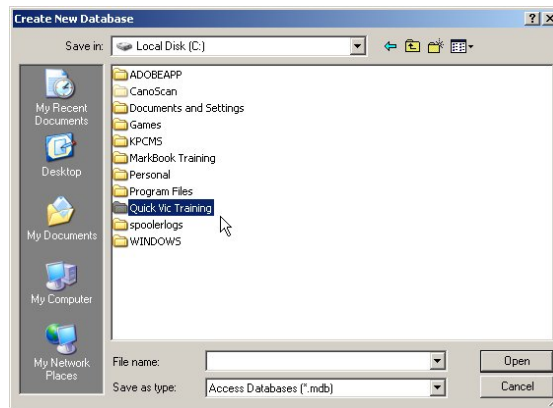 Create New Database
Save in:
Local Disk (C:)
My Recent
Documents
Desktop
My Documents
My Computer
My Network
Places
ADOBEAPP
CanoScan
Documents and Settings
Games
KPCMS
MarkBook Training
Personal
Program Files
Quick Vic Training
spoolerlogs
WINDOWS
File name:
Open
Save as type:
Access Databases (*.mdb)
Cancel